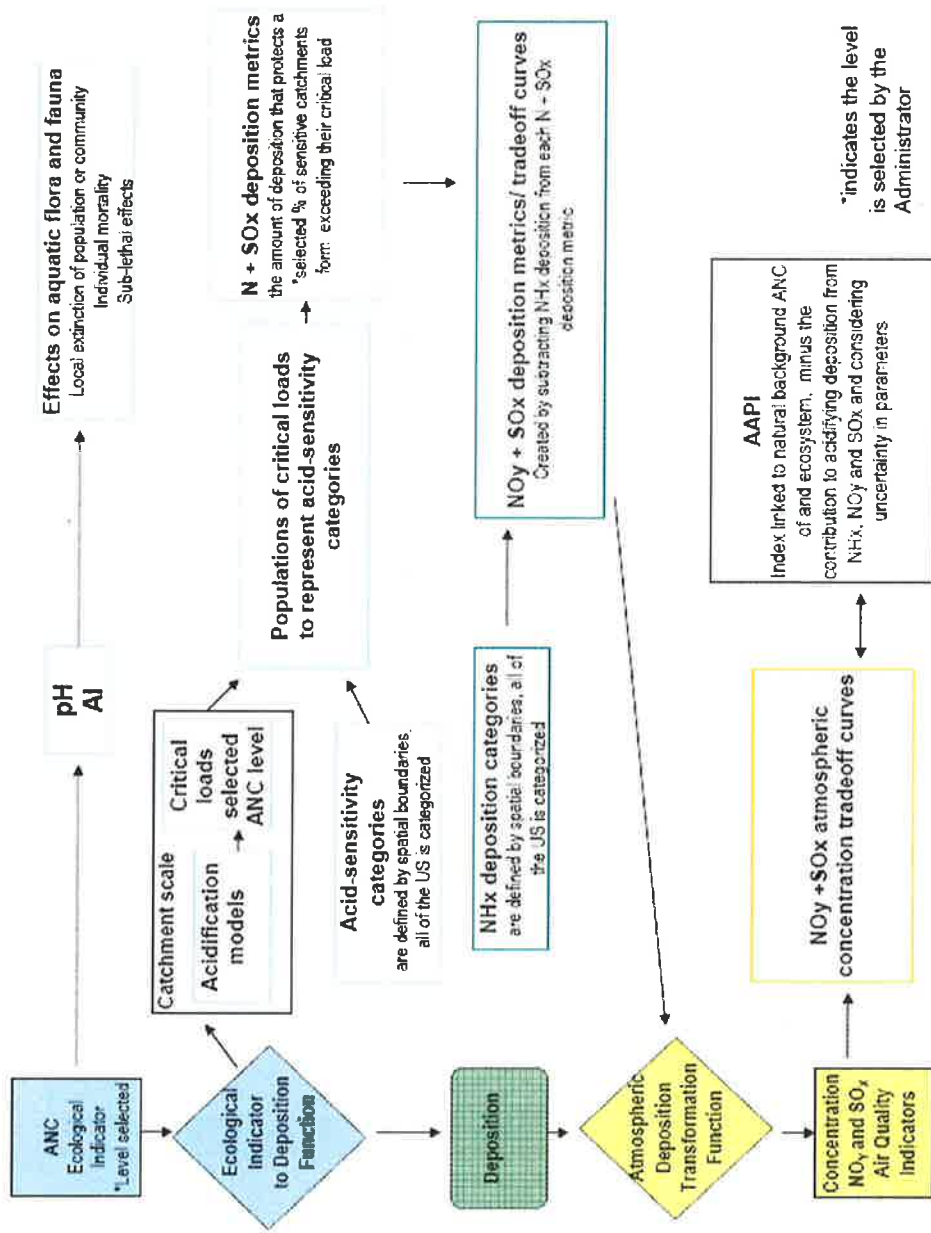 ANC
Ecological
Indicator
*Level selected
pH
Al
Effects on aquatic flora and fauna
Local extinction of population or community
Individual mortality
Sub-lethal effects
Ecological
Indicator
to Deposition
Function
Catchment scale
Acidification
models
Critical
loads
selected
ANC level
Populations of critical loads
to represent acid-sensitivity
categories
N + SOx deposition metrics
the amount of deposition that protects a
*selected % of sensitive catchments
form exceeding their critical load
Acid-sensitivity
categories
are defined by spatial boundaries,
all of the US is categorized
Deposition
NHx deposition categories
are defined by spatial boundaries, all of
the US is categorized
NOy + SOx deposition metrics/ tradeoff curves
Created by subtracting NHx deposition from each N + SOx
deposition metric
Atmospheric
Deposition
Transformation
Function
Concentration
NOY and SOX
Air Quality
Indicators
NOy +SOx atmospheric
concentration tradeoff curves
AAPI
Index linked to natural background ANC
of and ecosystem, minus the
contribution to acidifying deposition from
NHx, NOy and SOx and considering
uncertainty in parameters
*indicates the level
is selected by the
Administrator